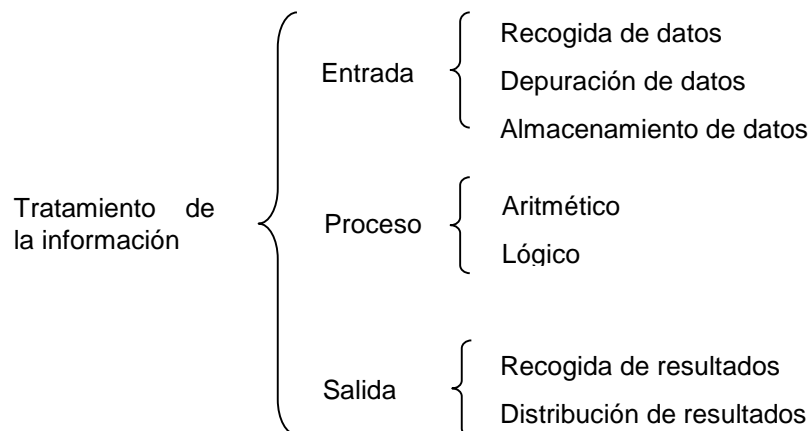 Tratamiento de
la información
Entrada
Recogida de datos
Depuración de datos
Almacenamiento de datos
Proceso
Aritmético
Lógico
Salida
Recogida de resultados
Distribución de resultados